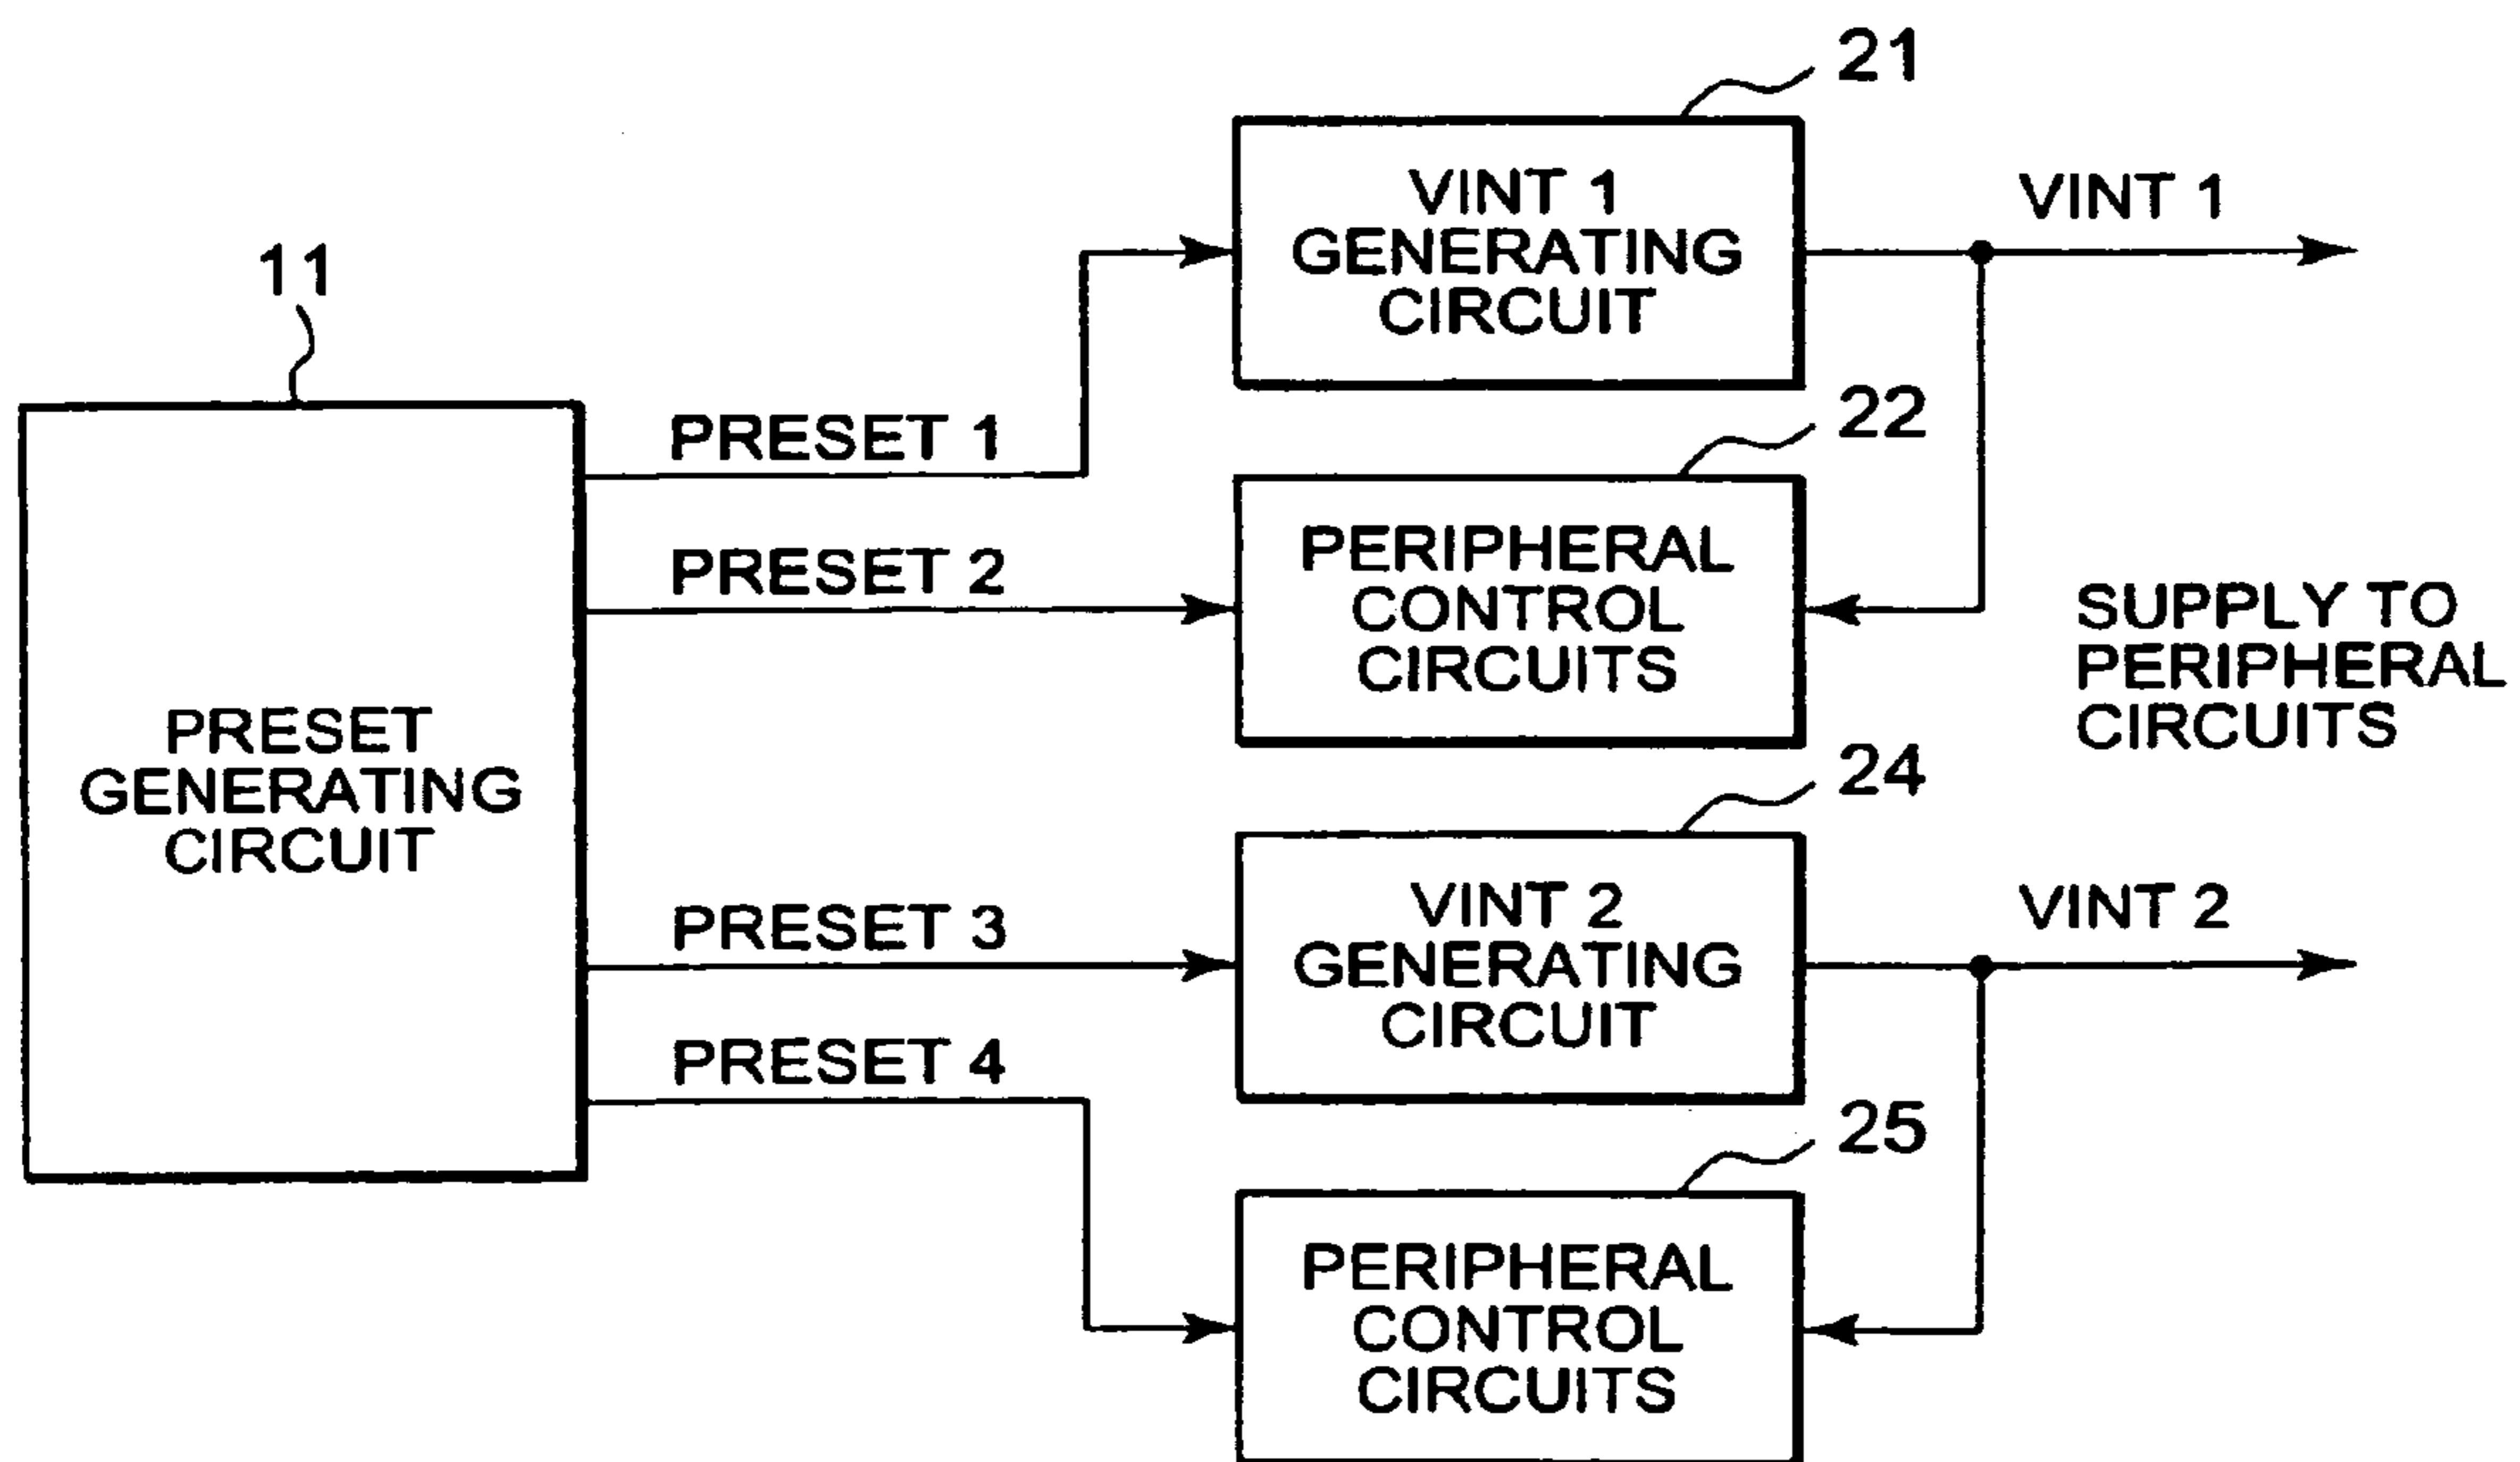 21
VINT 1
GENERATING
CIRCUIT
VINT 1
11
PRESET 1
22
PRESET 2
PERIPHERAL
CONTROL
CIRCUITS
SUPPLY TO
PERIPHERAL
CIRCUITS
PRESET
GENERATING
CIRCUIT
24
PRESET 3
VINT 2
GENERATING
CIRCUIT
VINT 2
PRESET 4
25
PERIPHERAL
CONTROL
CIRCUITS